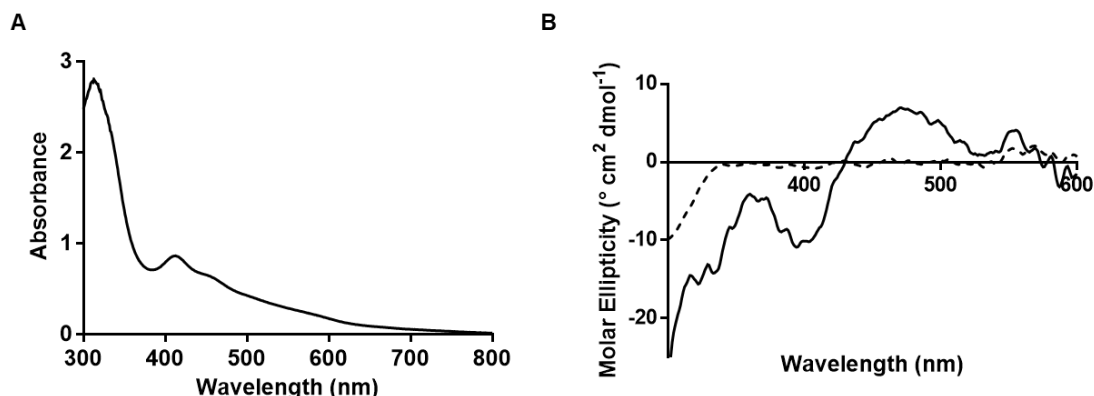 A
B
Absorbance
3
2
1
0
300 400 500 600 700 800
Wavelength (nm)
Molar Ellipticity (° cm² dmol⁻¹)
10
0
-10
-20
400 500 600
Wavelength (nm)